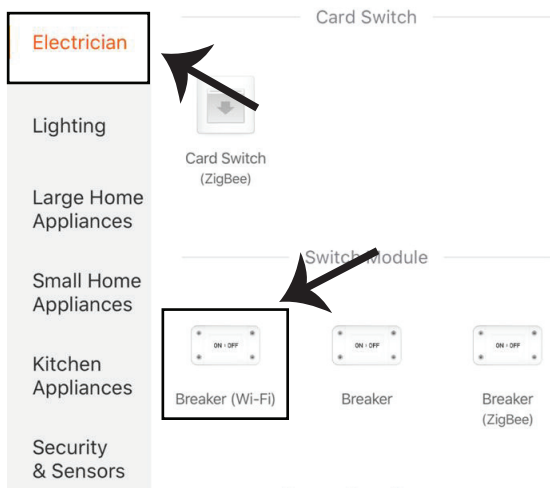 Electrician
Lighting
Large Home
Appliances
Small Home
Appliances
Kitchen
Appliances
Security
& Sensors
Card Switch
Card Switch
(ZigBee)
Switch Module
ON > OFF
ON > OFF
ON > OFF
Breaker (Wi-Fi)
Breaker
Breaker
(ZigBee)